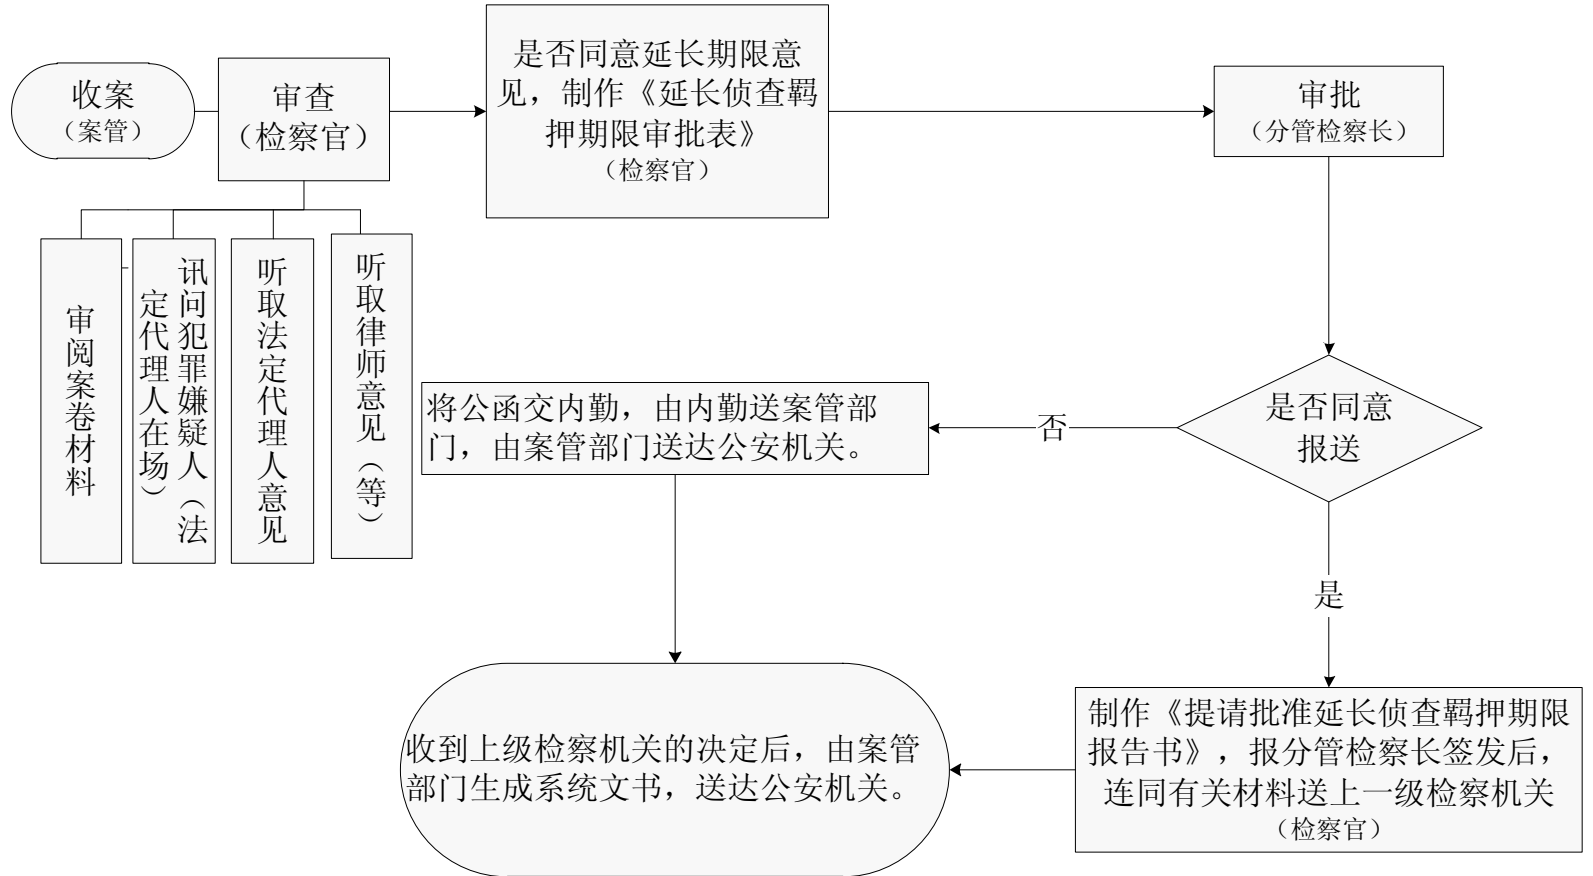 收案
（案管）
审查
（检察官）
是否同意延长期限意
见，制作《延长侦查羁
押期限审批表》
（检察官）
审批
（分管检察长）
审阅案卷材料
讯问犯罪嫌疑人（法
定代理人在场）
听取法定代理人意见
听取律师意见（等）
是否同意
报送
否
将公函交内勤，由内勤送案管部
门，由案管部门送达公安机关。
是
制作《提请批准延长侦查羁押期限
报告书》，报分管检察长签发后，
连同有关材料送上一级检察机关
（检察官）
收到上级检察机关的决定后，由案管
部门生成系统文书，送达公安机关。